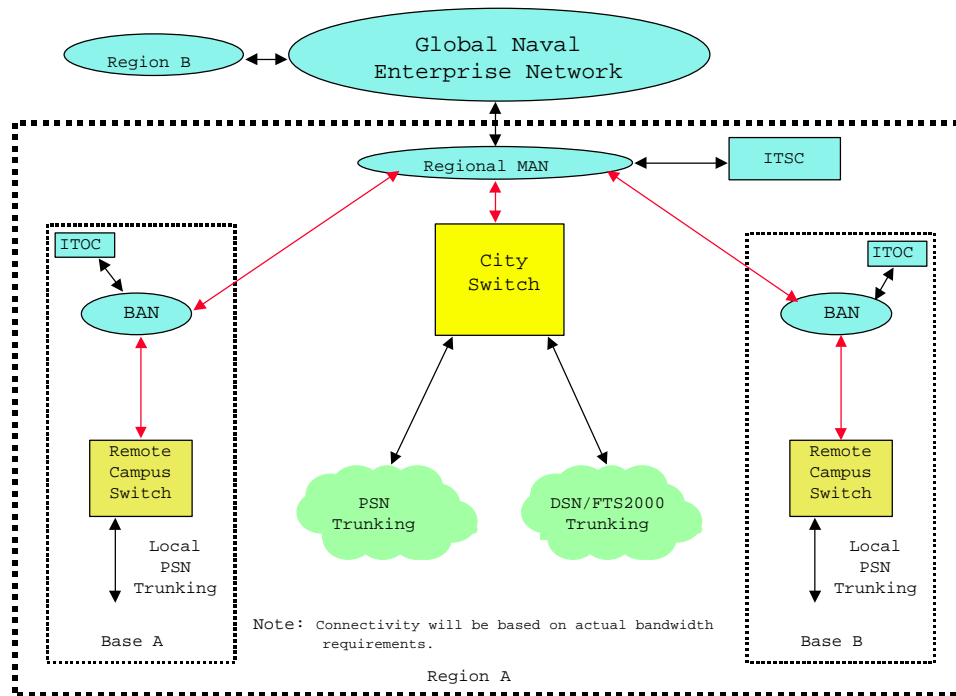 Global Naval
Enterprise Network
Region B
Regional MAN
ITSC
ITOC
BAN
City
Switch
ITOC
BAN
Remote
Campus
Switch
PSN
Trunking
DSN/FTS2000
Trunking
Remote
Campus
Switch
Local
PSN
Trunking
Local
PSN
Trunking
Base A
Note: Connectivity will be based on actual bandwidth
requirements.
Base B
Region A